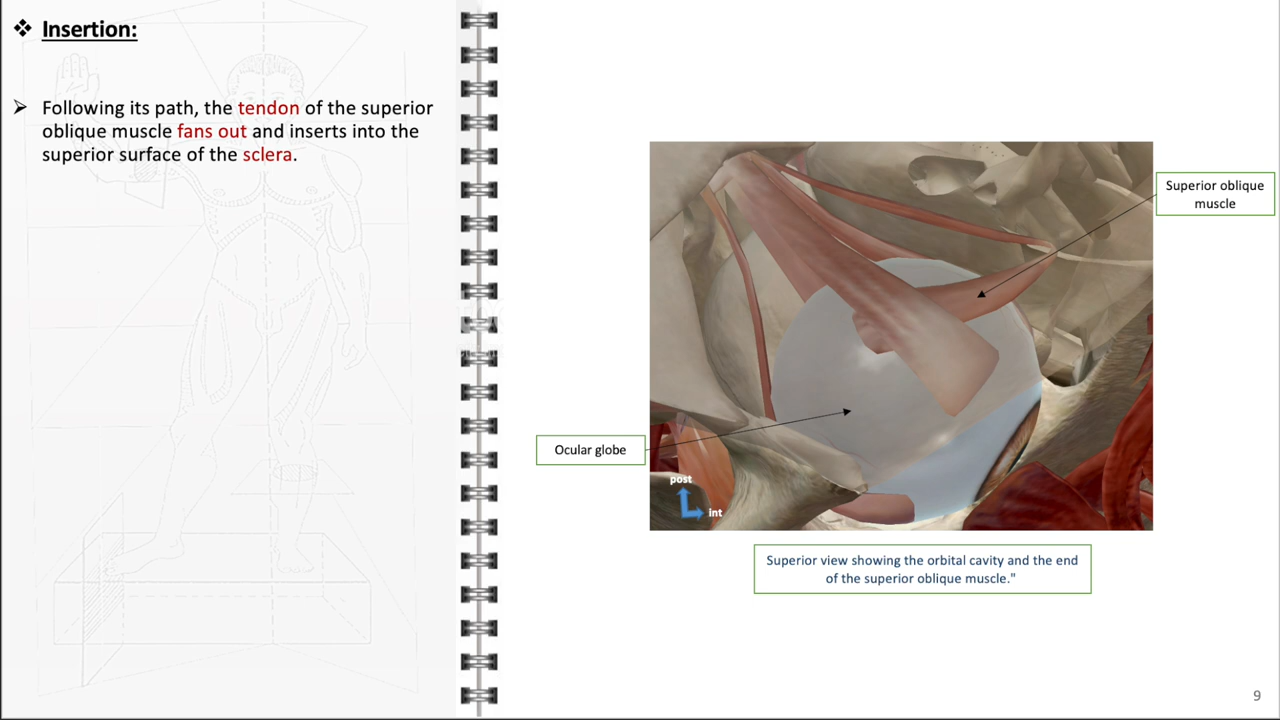 ❖ Insertion:
➢ Following its path, the tendon of the superior
oblique muscle fans out and inserts into the
superior surface of the sclera.
Superior oblique
muscle
Ocular globe
post
int
Superior view showing the orbital cavity and the end
of the superior oblique muscle."
9